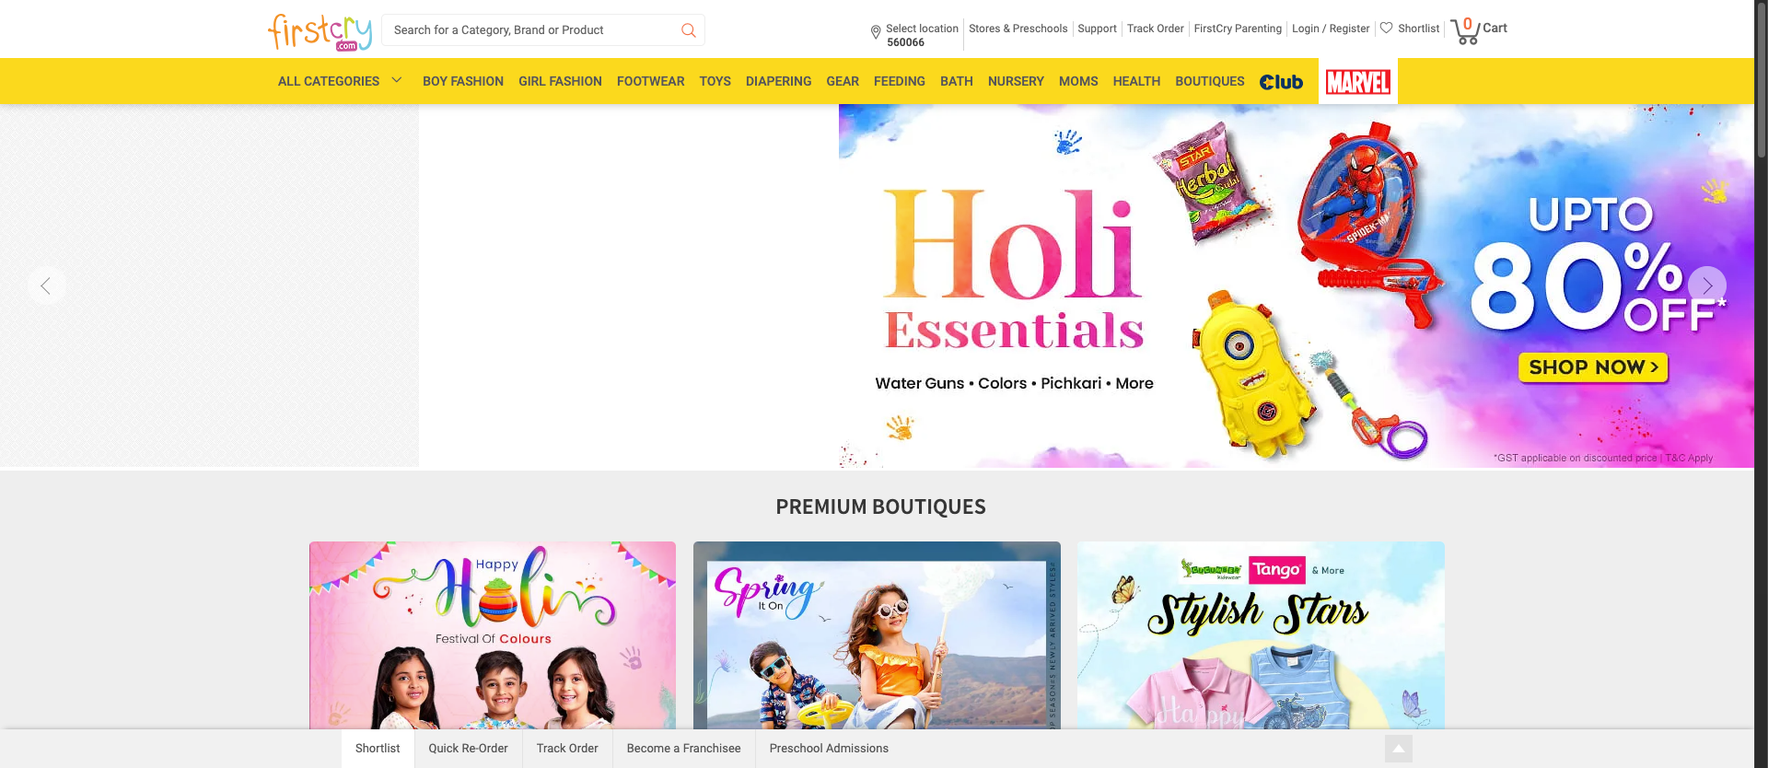 firstcry
.com
Search for a Category, Brand or Product
Select location
560066
Stores & Preschools
Support
Track Order
FirstCry Parenting
Login / Register
Shortlist
0
Cart
ALL CATEGORIES
BOY FASHION
GIRL FASHION
FOOTWEAR
TOYS
DIAPERING
GEAR
FEEDING
BATH
NURSERY
MOMS
HEALTH
BOUTIQUES
Club
MARVEL
Holi
Essentials
Water Guns • Colors • Pichkari • More
STAR
Herbal
Gulal
SPIDER-MAN
UPTO
80%
OFF*
SHOP NOW >
*GST applicable on discounted price | T&C Apply
PREMIUM BOUTIQUES
Happy
Holi
Festival Of Colours
Spring
It On
NEWLY ARRIVED STYLES
Cucumber
Tango
& More
Stylish Stars
Happy
Shortlist
Quick Re-Order
Track Order
Become a Franchisee
Preschool Admissions